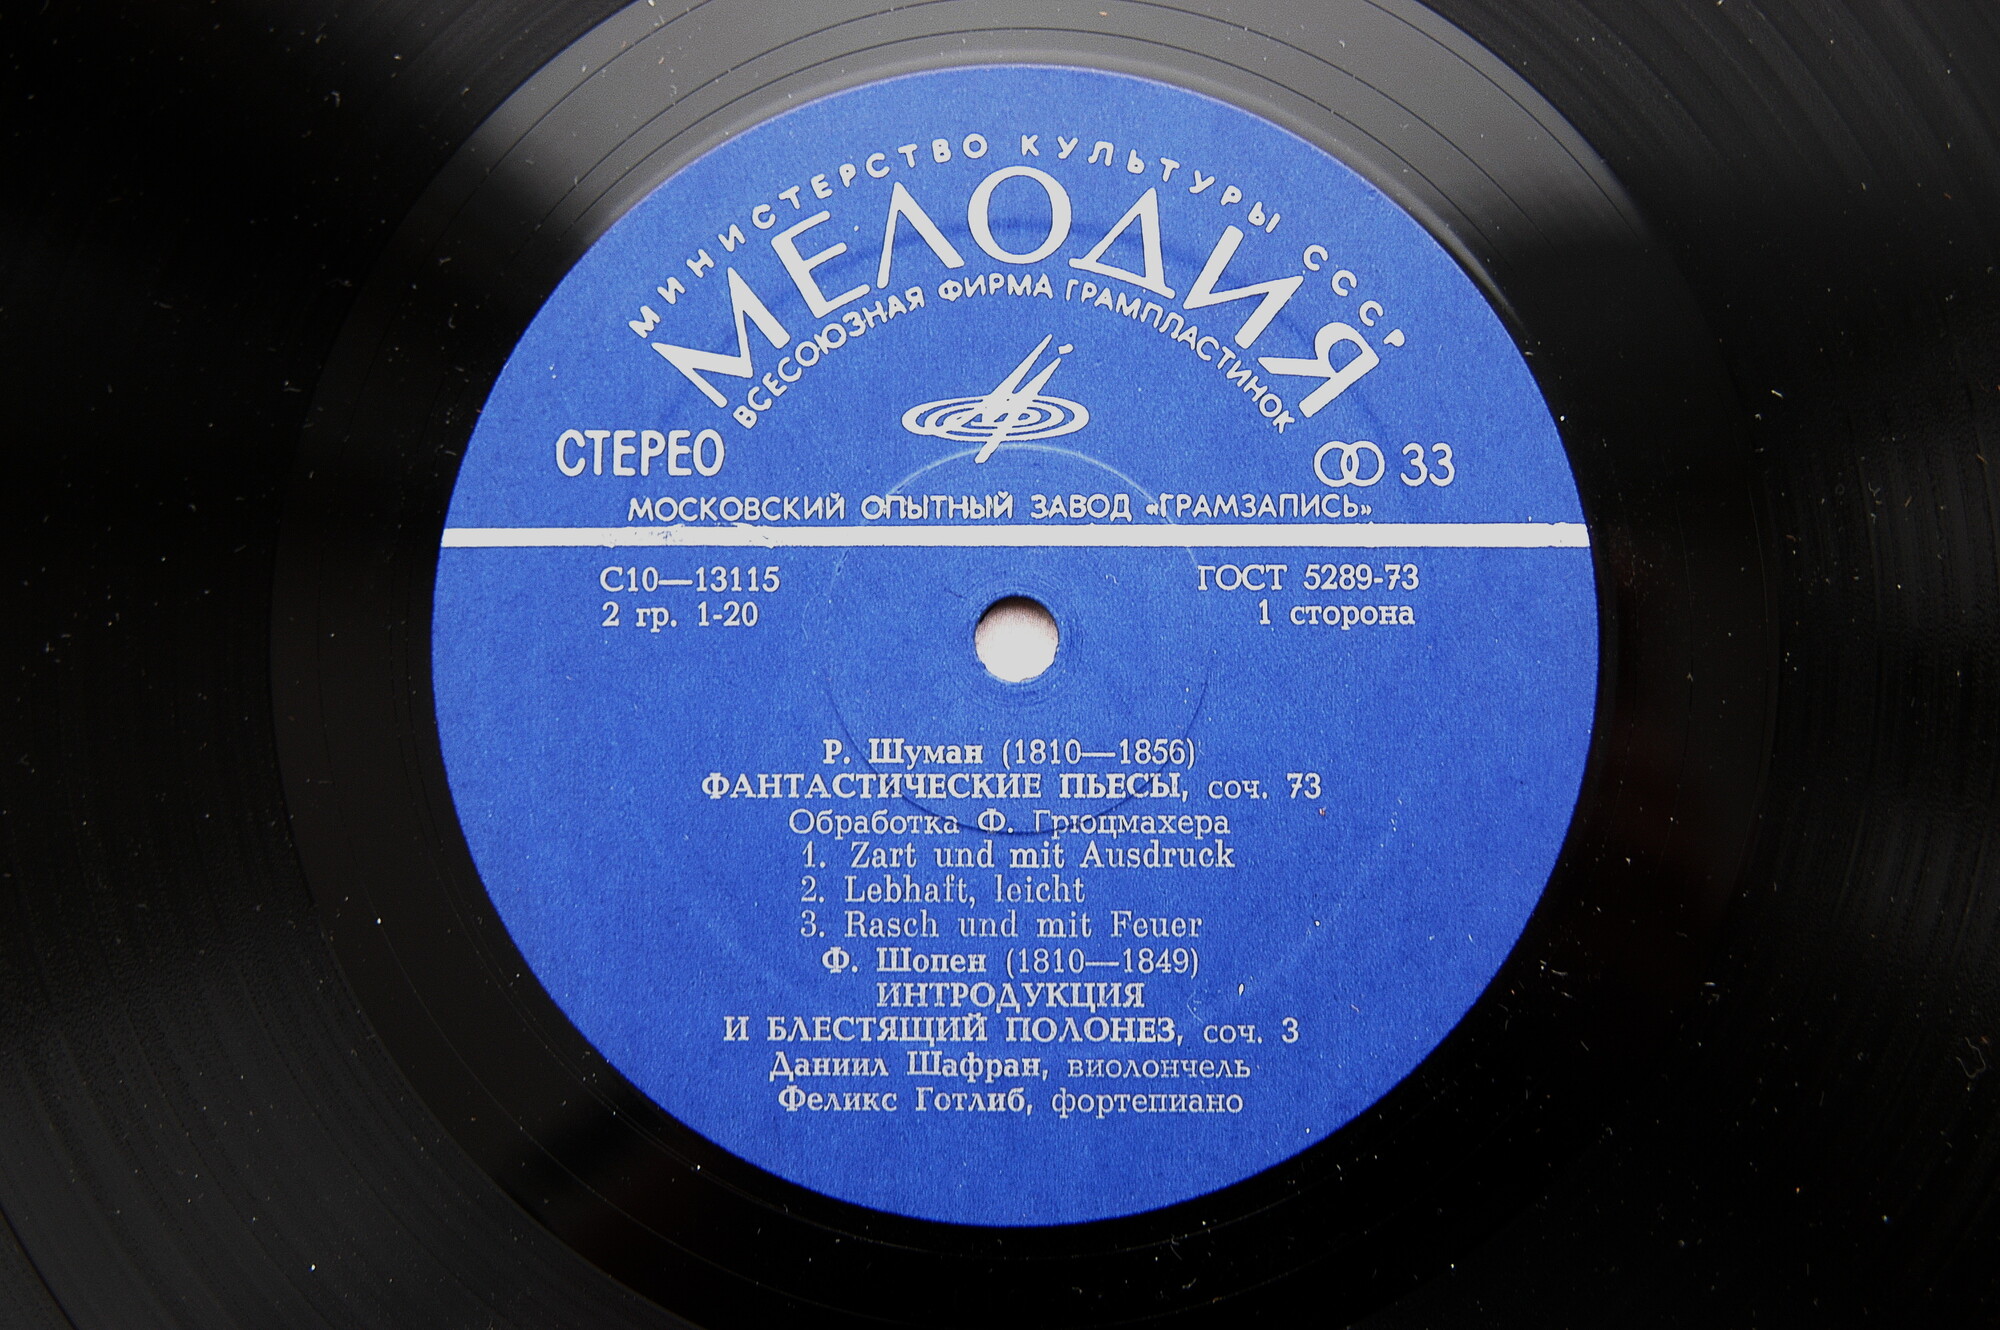 МИНИСТЕРСТВО КУЛЬТУРЫ СССР
МЕЛОДИЯ
ВСЕСОЮЗНАЯ ФИРМА ГРАМПЛАСТИНОК
СТЕРЕО
33
МОСКОВСКИЙ ОПЫТНЫЙ ЗАВОД «ГРАМЗАПИСЬ»
С10—13115
ГОСТ 5289-73
2 гр. 1-20
1 сторона
Р. Шуман (1810—1856)
ФАНТАСТИЧЕСКИЕ ПЬЕСЫ, соч. 73
Обработка Ф. Грюцмахера
1. Zart und mit Ausdruck
2. Lebhaft, leicht
3. Rasch und mit Feuer
Ф. Шопен (1810—1849)
ИНТРОДУКЦИЯ
И БЛЕСТЯЩИЙ ПОЛОНЕЗ, соч. 3
Даниил Шафран, виолончель
Феликс Готлиб, фортепиано